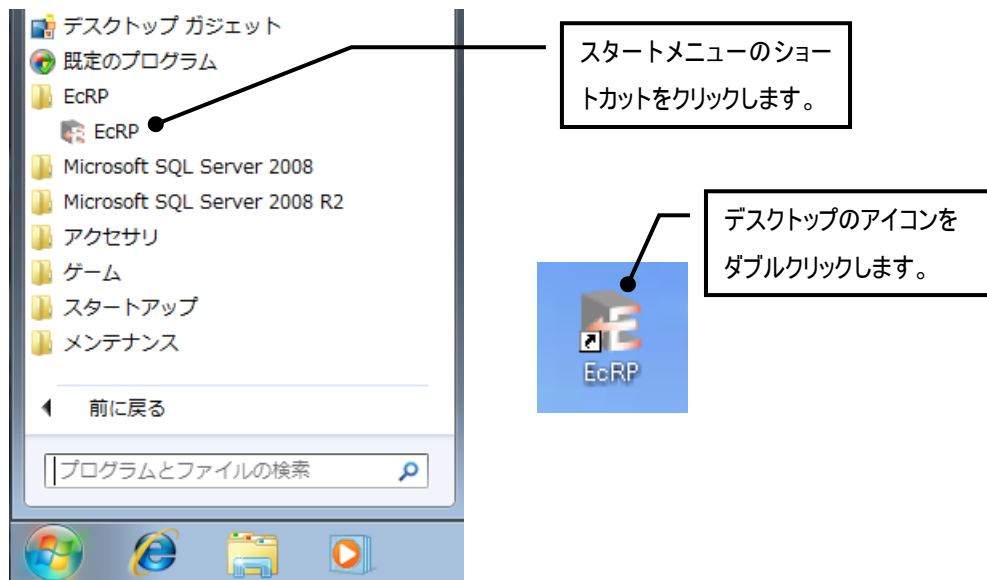 デスクトップ ガジェット
既定のプログラム
EcRP
EcRP
Microsoft SQL Server 2008
Microsoft SQL Server 2008 R2
アクセサリ
ゲーム
スタートアップ
メンテナンス
前に戻る
プログラムとファイルの検索
スタートメニューのショー
トカットをクリックします。
デスクトップのアイコンを
ダブルクリックします。
EcRP